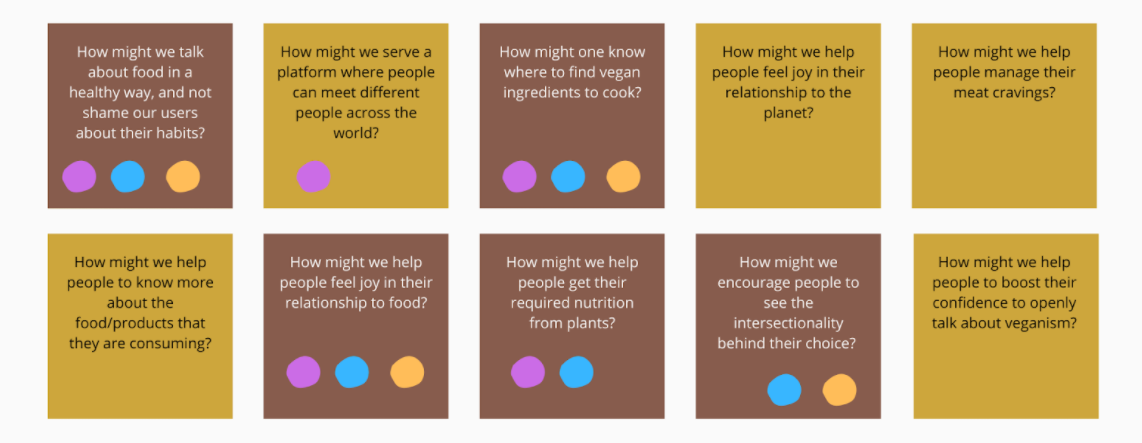 How might we talk
about food in a
healthy way, and not
shame our users
about their habits?
How might we serve a
platform where people
can meet different
people across the
world?
How might one know
where to find vegan
ingredients to cook?
How might we help
people feel joy in their
relationship to the
planet?
How might we help
people manage their
meat cravings?
How might we help
people to know more
about the
food/products that
they are consuming?
How might we help
people feel joy in their
relationship to food?
How might we help
people get their
required nutrition
from plants?
How might we
encourage people to
see the
intersectionality
behind their choice?
How might we help
people to boost their
confidence to openly
talk about veganism?